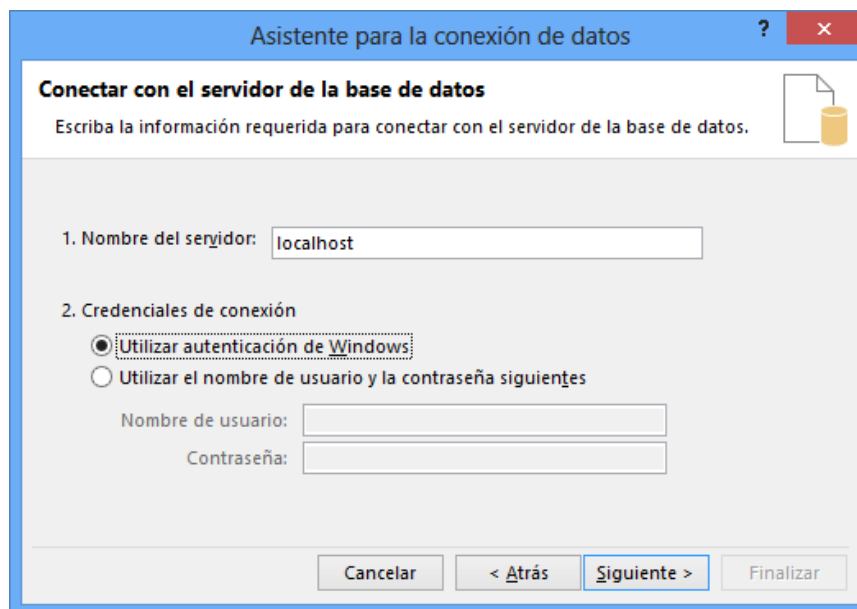 Asistente para la conexión de datos
?
Conectar con el servidor de la base de datos
Escriba la información requerida para conectar con el servidor de la base de datos.
1. Nombre del servidor: localhost
2. Credenciales de conexión
Utilizar autenticación de Windows
Utilizar el nombre de usuario y la contraseña siguientes
Nombre de usuario:
Contraseña:
Cancelar < Atrás Siguiente > Finalizar